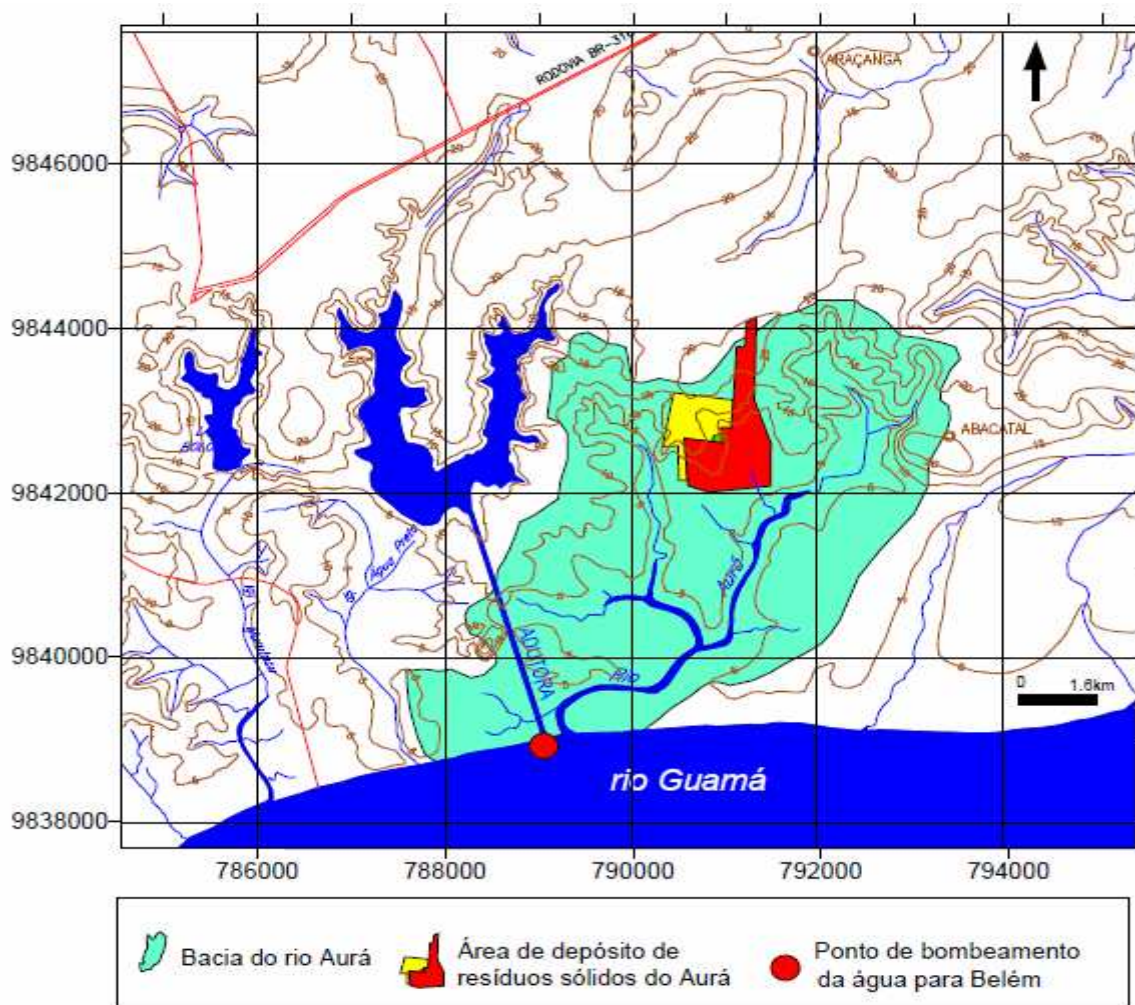 RODOVIA BR-316
ARAÇANGA
9846000
9844000
ABACATAL
9842000
Água Preta
Aurá
ADUTORA
Rio
9840000
0 1.6km
rio Guamá
9838000
786000 788000 790000 792000 794000
Bacia do rio Aurá
Área de depósito de
resíduos sólidos do Aurá
Ponto de bombeamento
da água para Belém